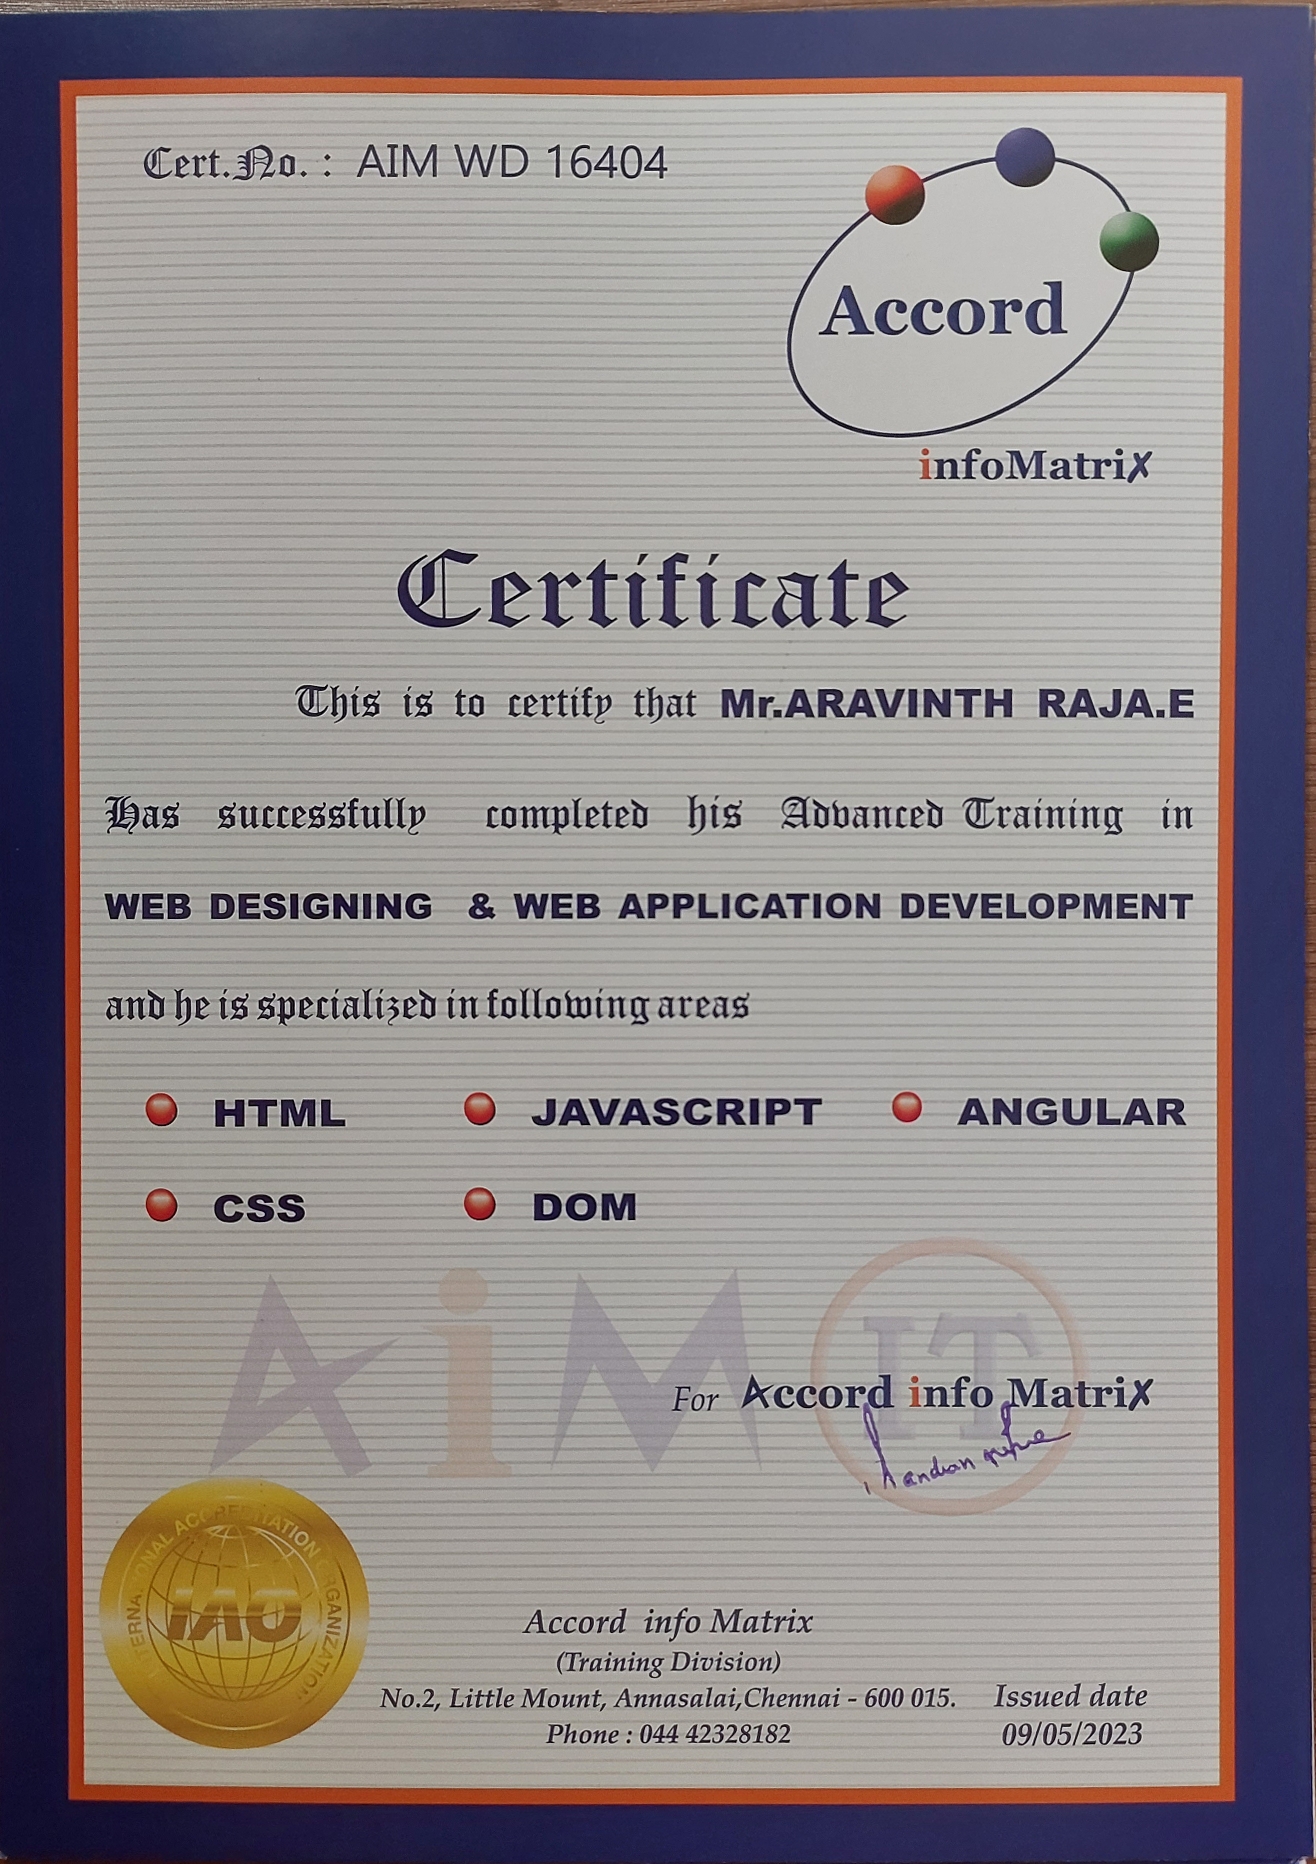 Cert.No. : AIM WD 16404
Accord
infoMatriX
Certificate
This is to certify that Mr.ARAVINTH RAJA.E
Has successfully completed his Advanced Training in
WEB DESIGNING & WEB APPLICATION DEVELOPMENT
and he is specialized in following areas
HTML JAVASCRIPT ANGULAR
CSS DOM
AiM IT
For Accord info MatriX
INTERNATIONAL ACCREDITATION ORGANIZATION
IAO
Accord info Matrix
(Training Division)
No.2, Little Mount, Annasalai,Chennai - 600 015.
Phone : 044 42328182
Issued date
09/05/2023